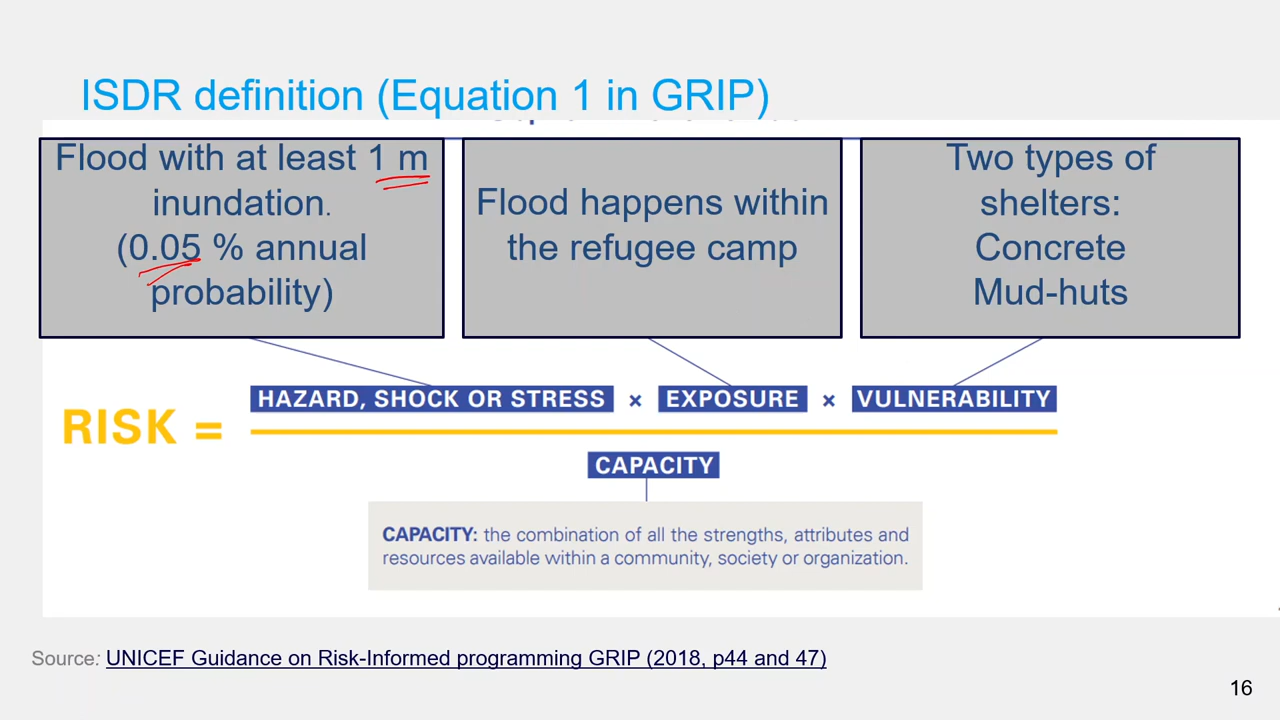 ISDR definition (Equation 1 in GRIP)
Flood with at least 1 m
inundation.
(0.05 % annual
probability)
Flood happens within
the refugee camp
Two types of
shelters:
Concrete
Mud-huts
RISK =
HAZARD, SHOCK OR STRESS × EXPOSURE × VULNERABILITY
CAPACITY
CAPACITY: the combination of all the strengths, attributes and
resources available within a community, society or organization.
Source: UNICEF Guidance on Risk-Informed programming GRIP (2018, p44 and 47)
16